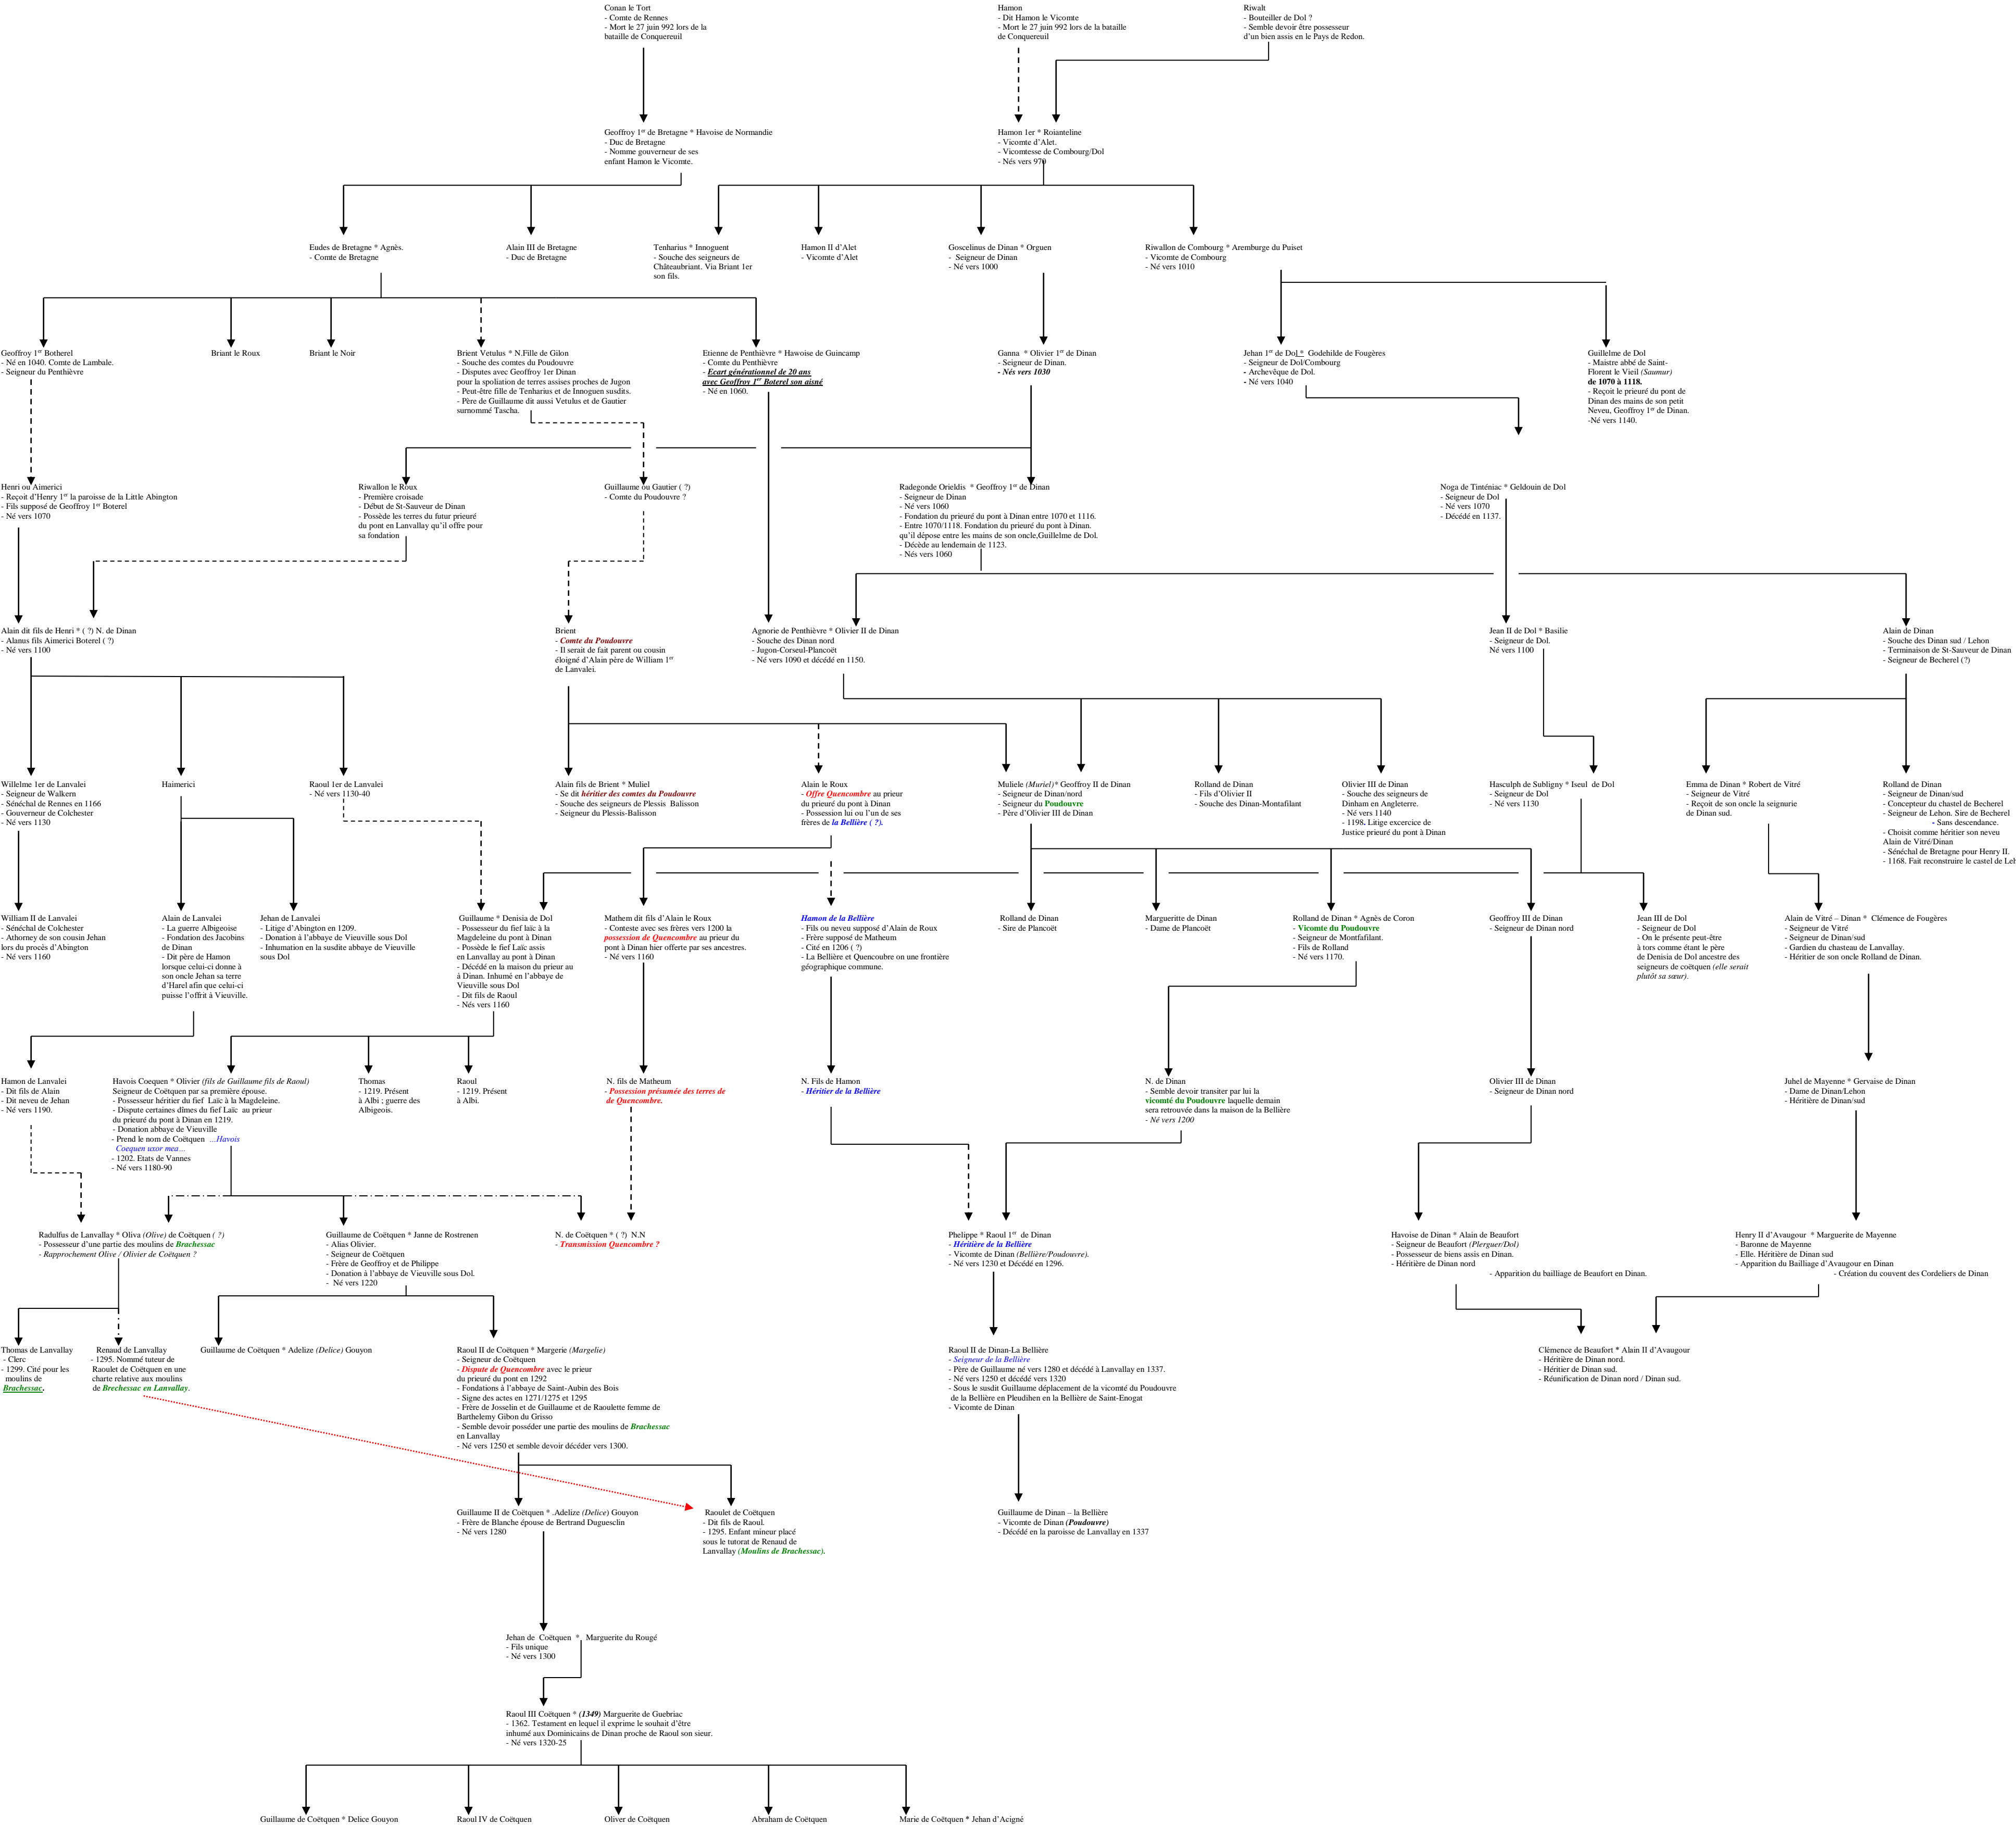 Conan le Tort
- Comte de Rennes
- Mort le 27 juin 992 lors de la
bataille de Conquereuil
Hamon
- Dit Hamon le Vicomte
- Mort le 27 juin 992 lors de la bataille
de Conquereuil
Riwalt
- Bouteiller de Dol ?
- Semble devoir être possesseur
d'un bien assis en le Pays de Redon.
Geoffroy 1er de Bretagne * Havoise de Normandie
- Duc de Bretagne
- Nomme gouverneur de ses
enfant Hamon le Vicomte.
Hamon 1er * Roianteline
- Vicomte d'Alet.
- Vicomtesse de Combourg/Dol
- Nés vers 970
Eudes de Bretagne * Agnès.
- Comte de Bretagne
Alain III de Bretagne
- Duc de Bretagne
Tenharius * Innoguent
- Souche des seigneurs de
Châteaubriant. Via Briant 1er
son fils.
Hamon II d'Alet
- Vicomte d'Alet
Goscelinus de Dinan * Orguen
- Seigneur de Dinan
- Né vers 1000
Riwallon de Combourg * Aremburge du Puiset
- Vicomte de Combourg
- Né vers 1010
Geoffroy 1er Botherel
- Né en 1040. Comte de Lambale.
- Seigneur du Penthièvre
Briant le Roux
Briant le Noir
Brient Vetulus * N.Fille de Gilon
- Souche des comtes du Poudouvre
- Disputes avec Geoffroy 1er Dinan
pour la spoliation de terres assises proches de Jugon
- Peut-être fille de Tenharius et de Innoguen susdits.
- Père de Guillaume dit aussi Vetulus et de Gautier
surnommé Tascha.
Etienne de Penthièvre * Hawoise de Guincamp
- Comte du Penthièvre
- Ecart générationnel de 20 ans
avec Geoffroy 1er Boterel son aisné
- Né en 1060.
Ganna * Olivier 1er de Dinan
- Seigneur de Dinan.
- Nés vers 1030
Jehan 1er de Dol * Godehilde de Fougères
- Seigneur de Dol/Combourg
- Archevêque de Dol.
- Né vers 1040
Guillelme de Dol
- Maistre abbé de Saint-
Florent le Vieil (Saumur)
de 1070 à 1118.
- Reçoit le prieuré du pont de
Dinan des mains de son petit
Neveu, Geoffroy 1er de Dinan.
-Né vers 1140.
Henri ou Aimerici
- Reçoit d'Henry 1er la paroisse de la Little Abington
- Fils supposé de Geoffroy 1er Boterel
- Né vers 1070
Riwallon le Roux
- Première croisade
- Début de St-Sauveur de Dinan
- Possède les terres du futur prieuré
du pont en Lanvallay qu'il offre pour
sa fondation
Guillaume ou Gautier ( ?)
- Comte du Poudouvre ?
Radegonde Orieldis * Geoffroy 1er de Dinan
- Seigneur de Dinan
- Né vers 1060
- Fondation du prieuré du pont à Dinan entre 1070 et 1116.
- Entre 1070/1118. Fondation du prieuré du pont à Dinan.
qu'il dépose entre les mains de son oncle,Guillelme de Dol.
- Décède au lendemain de 1123.
- Nés vers 1060
Noga de Tinténiac * Geldouin de Dol
- Seigneur de Dol
- Né vers 1070
- Décédé en 1137.
Alain dit fils de Henri * ( ?) N. de Dinan
- Alanus fils Aimerici Boterel ( ?)
- Né vers 1100
Brient
- Comte du Poudouvre
- Il serait de fait parent ou cousin
éloigné d'Alain père de William 1er
de Lanvalei.
Agnorie de Penthièvre * Olivier II de Dinan
- Souche des Dinan nord
- Jugon-Corseul-Plancoët
- Né vers 1090 et décédé en 1150.
Jean II de Dol * Basilie
- Seigneur de Dol.
Né vers 1100
Alain de Dinan
- Souche des Dinan sud / Lehon
- Terminaison de St-Sauveur de Dinan
- Seigneur de Becherel (?)
Willelme 1er de Lanvalei
- Seigneur de Walkern
- Sénéchal de Rennes en 1166
- Gouverneur de Colchester
- Né vers 1130
Haimerici
Raoul 1er de Lanvalei
- Né vers 1130-40
Alain fils de Brient * Muliel
- Se dit héritier des comtes du Poudouvre
- Souche des seigneurs de Plessis Balisson
- Seigneur du Plessis-Balisson
Alain le Roux
- Offre Quencombre au prieur
du prieuré du pont à Dinan
- Possession lui ou l'un de ses
frères de la Bellière ( ?).
Muliele (Muriel)* Geoffroy II de Dinan
- Seigneur de Dinan/nord
- Seigneur du Poudouvre
- Père d'Olivier III de Dinan
Rolland de Dinan
- Fils d'Olivier II
- Souche des Dinan-Montafilant
Olivier III de Dinan
- Souche des seigneurs de
Dinham en Angleterre.
- Né vers 1140
- 1198. Litige excercice de
Justice prieuré du pont à Dinan
Hasculph de Subligny * Iseul de Dol
- Seigneur de Dol
- Né vers 1130
Emma de Dinan * Robert de Vitré
- Seigneur de Vitré
- Reçoit de son oncle la seignurie
de Dinan sud.
Rolland de Dinan
- Seigneur de Dinan/sud
- Concepteur du chastel de Becherel
- Seigneur de Lehon. Sire de Becherel
- Sans descendance.
- Choisit comme héritier son neveu
Alain de Vitré/Dinan
- Sénéchal de Bretagne pour Henry II.
- 1168. Fait reconstruire le castel de Leh
William II de Lanvalei
- Sénéchal de Colchester
- Athorney de son cousin Jehan
lors du procès d'Abington
- Né vers 1160
Alain de Lanvalei
- La guerre Albigeoise
- Fondation des Jacobins
de Dinan
- Dit père de Hamon
lorsque celui-ci donne à
son oncle Jehan sa terre
d'Harel afin que celui-ci
puisse l'offrit à Vieuville.
Jehan de Lanvalei
- Litige d'Abington en 1209.
- Donation à l'abbaye de Vieuville sous Dol
- Inhumation en la susdite abbaye de Vieuville
sous Dol
Guillaume * Denisia de Dol
- Possesseur du fief laïc à la
Magdeleine du pont à Dinan
- Possède le fief Laïc assis
en Lanvallay au pont à Dinan
- Décédé en la maison du prieur au
à Dinan. Inhumé en l'abbaye de
Vieuville sous Dol
- Dit fils de Raoul
- Nés vers 1160
Mathem dit fils d'Alain le Roux
- Conteste avec ses frères vers 1200 la
possession de Quencombre au prieur du
pont à Dinan hier offerte par ses ancestres.
- Né vers 1160
Hamon de la Bellière
- Fils ou neveu supposé d'Alain de Roux
- Frère supposé de Matheum
- Cité en 1206 ( ?)
- La Bellière et Quencoubre on une frontière
géographique commune.
Rolland de Dinan
- Sire de Plancoët
Margueritte de Dinan
- Dame de Plancoët
Rolland de Dinan * Agnès de Coron
- Vicomte du Poudouvre
- Seigneur de Montfafilant.
- Fils de Rolland
- Né vers 1170.
Geoffroy III de Dinan
- Seigneur de Dinan nord
Jean III de Dol
- Seigneur de Dol
- On le présente peut-être
à tors comme étant le père
de Denisia de Dol ancestre des
seigneurs de coëtquen (elle serait
plutôt sa sœur).
Alain de Vitré – Dinan * Clémence de Fougères
- Seigneur de Vitré
- Seigneur de Dinan/sud
- Gardien du chasteau de Lanvallay.
- Héritier de son oncle Rolland de Dinan.
Hamon de Lanvalei
- Dit fils de Alain
- Dit neveu de Jehan
- Né vers 1190.
Havois Coequen * Olivier (fils de Guillaume fils de Raoul)
Seigneur de Coëtquen par sa première épouse.
- Possesseur héritier du fief Laïc à la Magdeleine.
- Dispute certaines dîmes du fief Laïc au prieur
du prieuré du pont à Dinan en 1219.
- Donation abbaye de Vieuville
- Prend le nom de Coëtquen ...Havois
Coequen uxor mea...
- 1202. Etats de Vannes
- Né vers 1180-90
Thomas
- 1219. Présent
à Albi ; guerre des
Albigeois.
Raoul
- 1219. Présent
à Albi.
N. fils de Matheum
- Possession présumée des terres de
de Quencombre.
N. Fils de Hamon
- Héritier de la Bellière
N. de Dinan
- Semble devoir transiter par lui la
vicomté du Poudouvre laquelle demain
sera retrouvée dans la maison de la Bellière
- Né vers 1200
Olivier III de Dinan
- Seigneur de Dinan nord
Juhel de Mayenne * Gervaise de Dinan
- Dame de Dinan/Lehon
- Héritière de Dinan/sud
Radulfus de Lanvallay * Oliva (Olive) de Coëtquen ( ?)
- Possesseur d'une partie des moulins de Brachessac
- Rapprochement Olive / Olivier de Coëtquen ?
Guillaume de Coëtquen * Janne de Rostrenen
- Alias Olivier.
- Seigneur de Coëtquen
- Frère de Geoffroy et de Philippe
- Donation à l'abbaye de Vieuville sous Dol.
- Né vers 1220
N. de Coëtquen * ( ?) N.N
- Transmission Quencombre ?
Phelippe * Raoul 1er de Dinan
- Héritière de la Bellière
- Vicomte de Dinan (Bellière/Poudouvre).
- Né vers 1230 et Décédé en 1296.
Havoise de Dinan * Alain de Beaufort
- Seigneur de Beaufort (Plerguer/Dol)
- Possesseur de biens assis en Dinan.
- Héritière de Dinan nord
- Apparition du bailliage de Beaufort en Dinan.
Henry II d'Avaugour * Marguerite de Mayenne
- Baronne de Mayenne
- Elle. Héritière de Dinan sud
- Apparition du Bailliage d'Avaugour en Dinan
- Création du couvent des Cordeliers de Dinan
Thomas de Lanvallay
- Clerc
- 1299. Cité pour les
moulins de
Brachessac.
Renaud de Lanvallay
- 1295. Nommé tuteur de
Raoulet de Coëtquen en une
charte relative aux moulins
de Brechessac en Lanvallay.
Guillaume de Coëtquen * Adelize (Delice) Gouyon
Raoul II de Coëtquen * Margerie (Margelie)
- Seigneur de Coëtquen
- Dispute de Quencombre avec le prieur
du prieuré du pont en 1292
- Fondations à l'abbaye de Saint-Aubin des Bois
- Signe des actes en 1271/1275 et 1295
- Frère de Josselin et de Guillaume et de Raoulette femme de
Barthelemy Gibon du Grisso
- Semble devoir posséder une partie des moulins de Brachessac
en Lanvallay
- Né vers 1250 et semble devoir décéder vers 1300.
Raoul II de Dinan-La Bellière
- Seigneur de la Bellière
- Père de Guillaume né vers 1280 et décédé à Lanvallay en 1337.
- Né vers 1250 et décédé vers 1320
- Sous le susdit Guillaume déplacement de la vicomté du Poudouvre
de la Bellière en Pleudihen en la Bellière de Saint-Enogat
- Vicomte de Dinan
Clémence de Beaufort * Alain II d'Avaugour
- Héritière de Dinan nord.
- Héritier de Dinan sud.
- Réunification de Dinan nord / Dinan sud.
Guillaume II de Coëtquen * .Adelize (Delice) Gouyon
- Frère de Blanche épouse de Bertrand Duguesclin
- Né vers 1280
Raoulet de Coëtquen
- Dit fils de Raoul.
- 1295. Enfant mineur placé
sous le tutorat de Renaud de
Lanvallay (Moulins de Brachessac).
Guillaume de Dinan – la Bellière
- Vicomte de Dinan (Poudouvre)
- Décédé en la paroisse de Lanvallay en 1337
Jehan de Coëtquen * Marguerite du Rougé
- Fils unique
- Né vers 1300
Raoul III Coëtquen * (1349) Marguerite de Guebriac
- 1362. Testament en lequel il exprime le souhait d'être
inhumé aux Dominicains de Dinan proche de Raoul son sieur.
- Né vers 1320-25
Guillaume de Coëtquen * Delice Gouyon
Raoul IV de Coëtquen
Oliver de Coëtquen
Abraham de Coëtquen
Marie de Coëtquen * Jehan d'Acigné